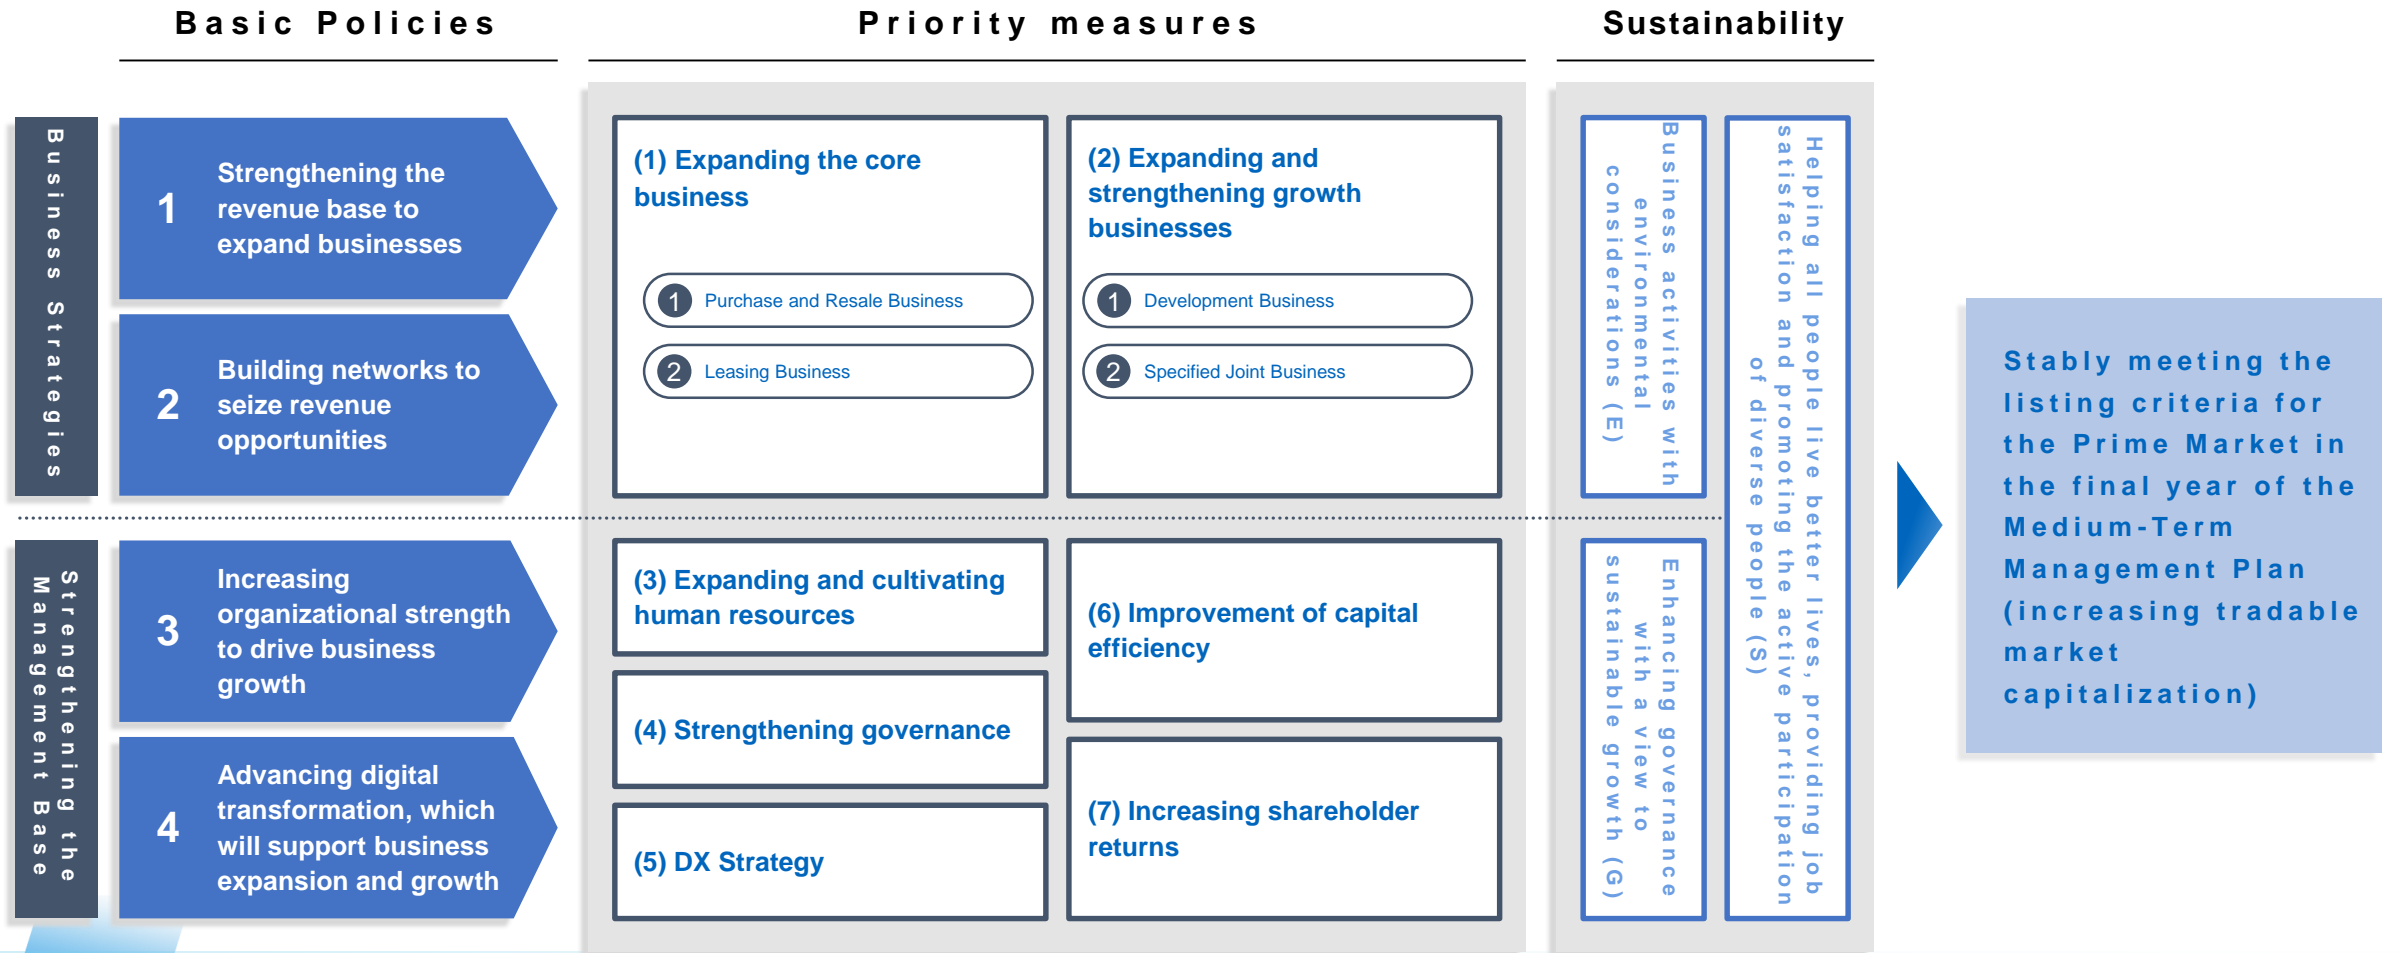 Basic Policies
Priority measures
Sustainability
Business Strategies
1
Strengthening the
revenue base to
expand businesses
2
Building networks to
seize revenue
opportunities
(1) Expanding the core
business
1 Purchase and Resale Business
2 Leasing Business
(2) Expanding and
strengthening growth
businesses
1 Development Business
2 Specified Joint Business
Business activities with
environmental
considerations (E)
Helping all people live better lives, providing job
satisfaction and promoting the active participation
of diverse people (S)
Strengthening the
Management Base
3
Increasing
organizational strength
to drive business
growth
4
Advancing digital
transformation, which
will support business
expansion and growth
(3) Expanding and cultivating
human resources
(4) Strengthening governance
(5) DX Strategy
(6) Improvement of capital
efficiency
(7) Increasing shareholder
returns
Enhancing governance
with a view to
sustainable growth (G)
Stably meeting the
listing criteria for
the Prime Market in
the final year of the
Medium-Term
Management Plan
(increasing tradable
market
capitalization)